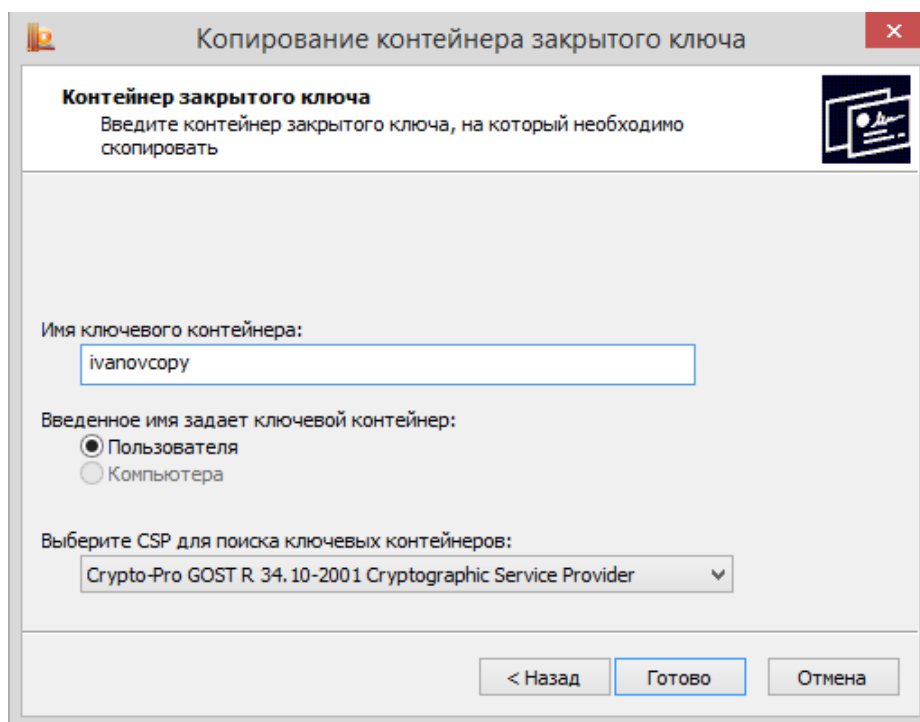 Копирование контейнера закрытого ключа
Контейнер закрытого ключа
Введите контейнер закрытого ключа, на который необходимо
скопировать
Имя ключевого контейнера:
ivanovcopy
Введенное имя задает ключевой контейнер:
Пользователя
Компьютера
Выберите CSP для поиска ключевых контейнеров:
Crypto-Pro GOST R 34.10-2001 Cryptographic Service Provider
< Назад
Готово
Отмена